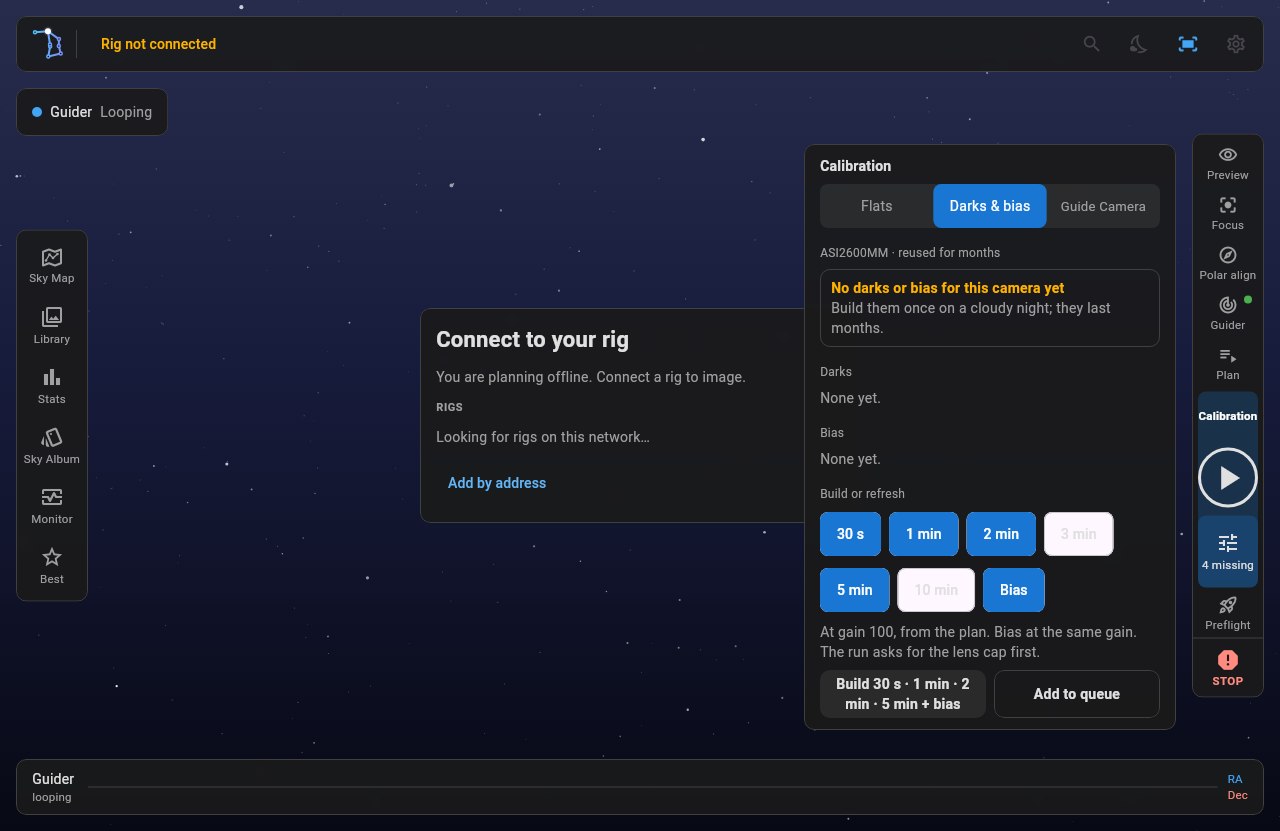 Rig not connected
Guider Looping
Sky Map
Library
Stats
Sky Album
Monitor
Best
Connect to your rig
You are planning offline. Connect a rig to image.
RIGS
Looking for rigs on this network…
Add by address
Calibration
Flats
Darks & bias
Guide Camera
ASI2600MM · reused for months
No darks or bias for this camera yet
Build them once on a cloudy night; they last
months.
Darks
None yet.
Bias
None yet.
Build or refresh
30 s
1 min
2 min
3 min
5 min
10 min
Bias
At gain 100, from the plan. Bias at the same gain.
The run asks for the lens cap first.
Build 30 s · 1 min · 2
min · 5 min + bias
Add to queue
Preview
Focus
Polar align
Guider
Plan
Calibration
4 missing
Preflight
STOP
Guider
looping
RA
Dec